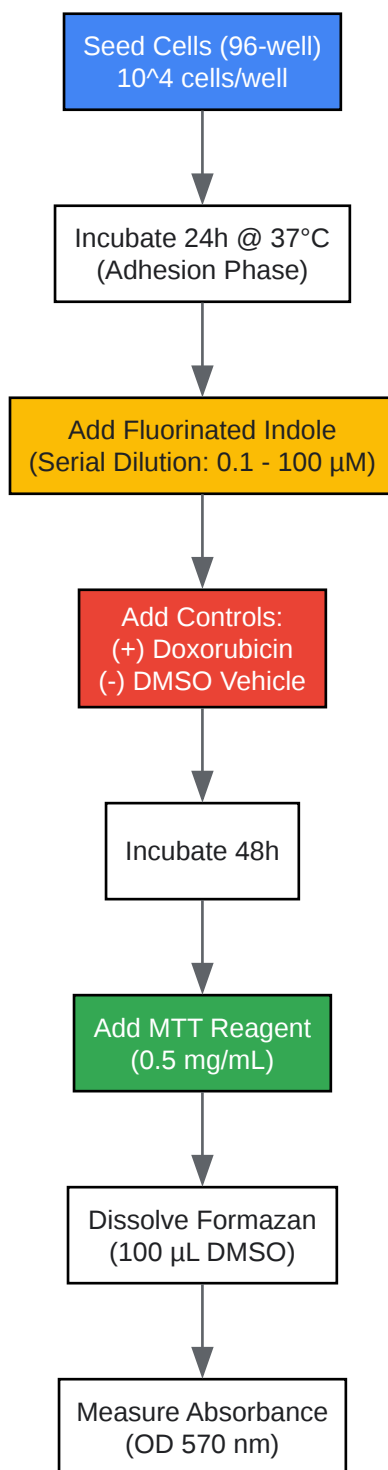 Seed Cells (96-well)
10^4 cells/well
Incubate 24h @ 37°C
(Adhesion Phase)
Add Fluorinated Indole
(Serial Dilution: 0.1 - 100 µM)
Add Controls:
(+) Doxorubicin
(-) DMSO Vehicle
Incubate 48h
Add MTT Reagent
(0.5 mg/mL)
Dissolve Formazan
(100 µL DMSO)
Measure Absorbance
(OD 570 nm)